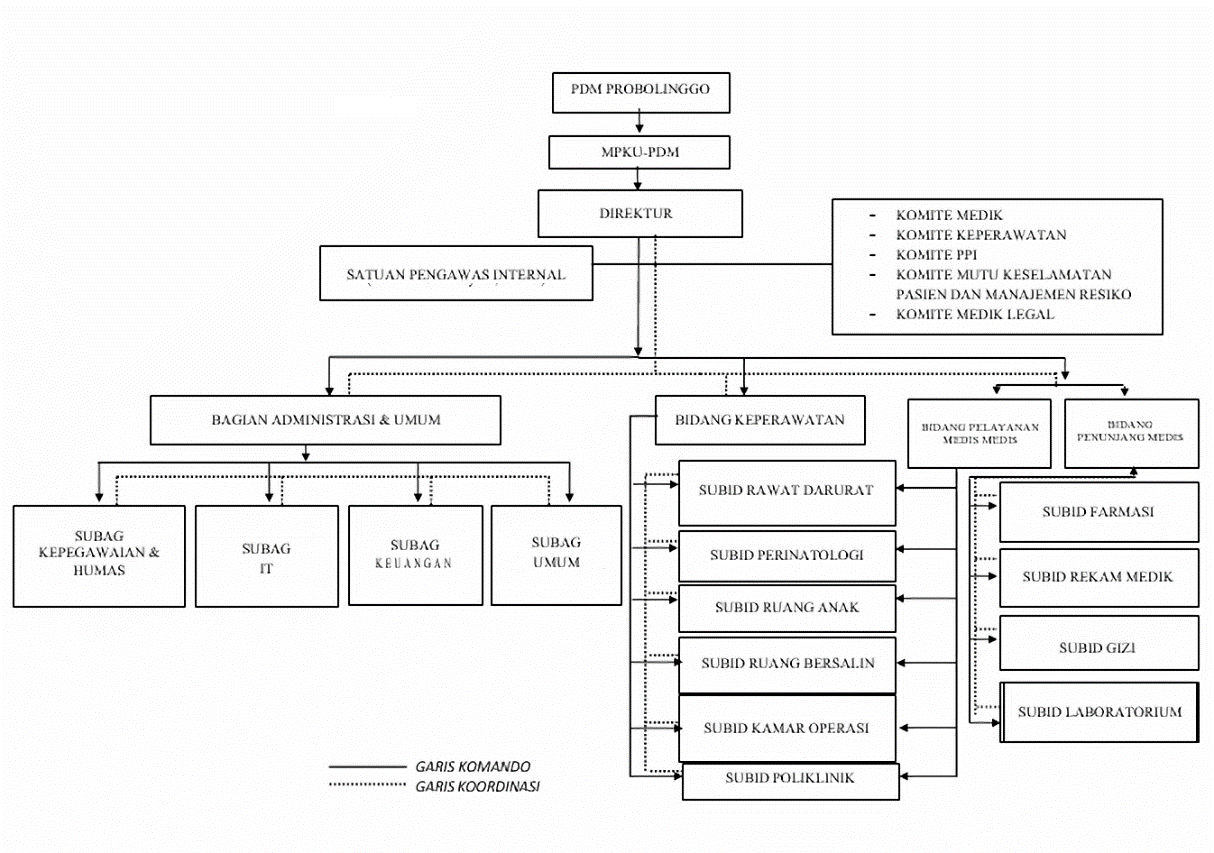 PDM PROBOLINGGO
MPKU-PDM
DIREKTUR
SATUAN PENGAWAS INTERNAL
- KOMITE MEDIK
- KOMITE KEPERAWATAN
- KOMITE PPI
- KOMITE MUTU KESELAMATAN
PASIEN DAN MANAJEMEN RESIKO
- KOMITE MEDIK LEGAL
BAGIAN ADMINISTRASI & UMUM
BIDANG KEPERAWATAN
BIDANG PELAYANAN
MEDIS MEDIS
BIDANG
PENUNJANG MEDIS
SUBAG
KEPEGAWAIAN &
HUMAS
SUBAG
IT
SUBAG
KEUANGAN
SUBAG
UMUM
SUBID RAWAT DARURAT
SUBID PERINATOLOGI
SUBID RUANG ANAK
SUBID RUANG BERSALIN
SUBID KAMAR OPERASI
SUBID POLIKLINIK
SUBID FARMASI
SUBID REKAM MEDIK
SUBID GIZI
SUBID LABORATORIUM
GARIS KOMANDO
GARIS KOORDINASI